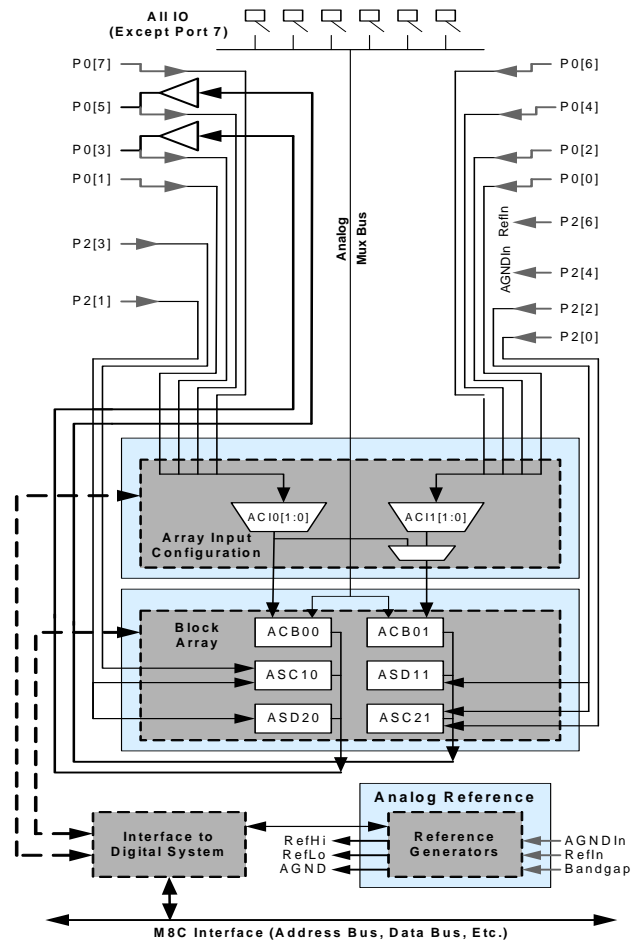 All IO
(Except Port 7)
P0[7]
P0[6]
P0[5]
P0[4]
P0[3]
P0[2]
P0[1]
P0[0]
RefIn
P2[6]
Analog
Mux Bus
P2[3]
AGNDIn
P2[4]
P2[1]
P2[2]
P2[0]
ACI0[1:0]
ACI1[1:0]
Array Input
Configuration
Block
Array
ACB00
ACB01
ASC10
ASD11
ASD20
ASC21
Analog Reference
Interface to
Digital System
RefHi
RefLo
AGND
Reference
Generators
AGNDIn
RefIn
Bandgap
M8C Interface (Address Bus, Data Bus, Etc.)